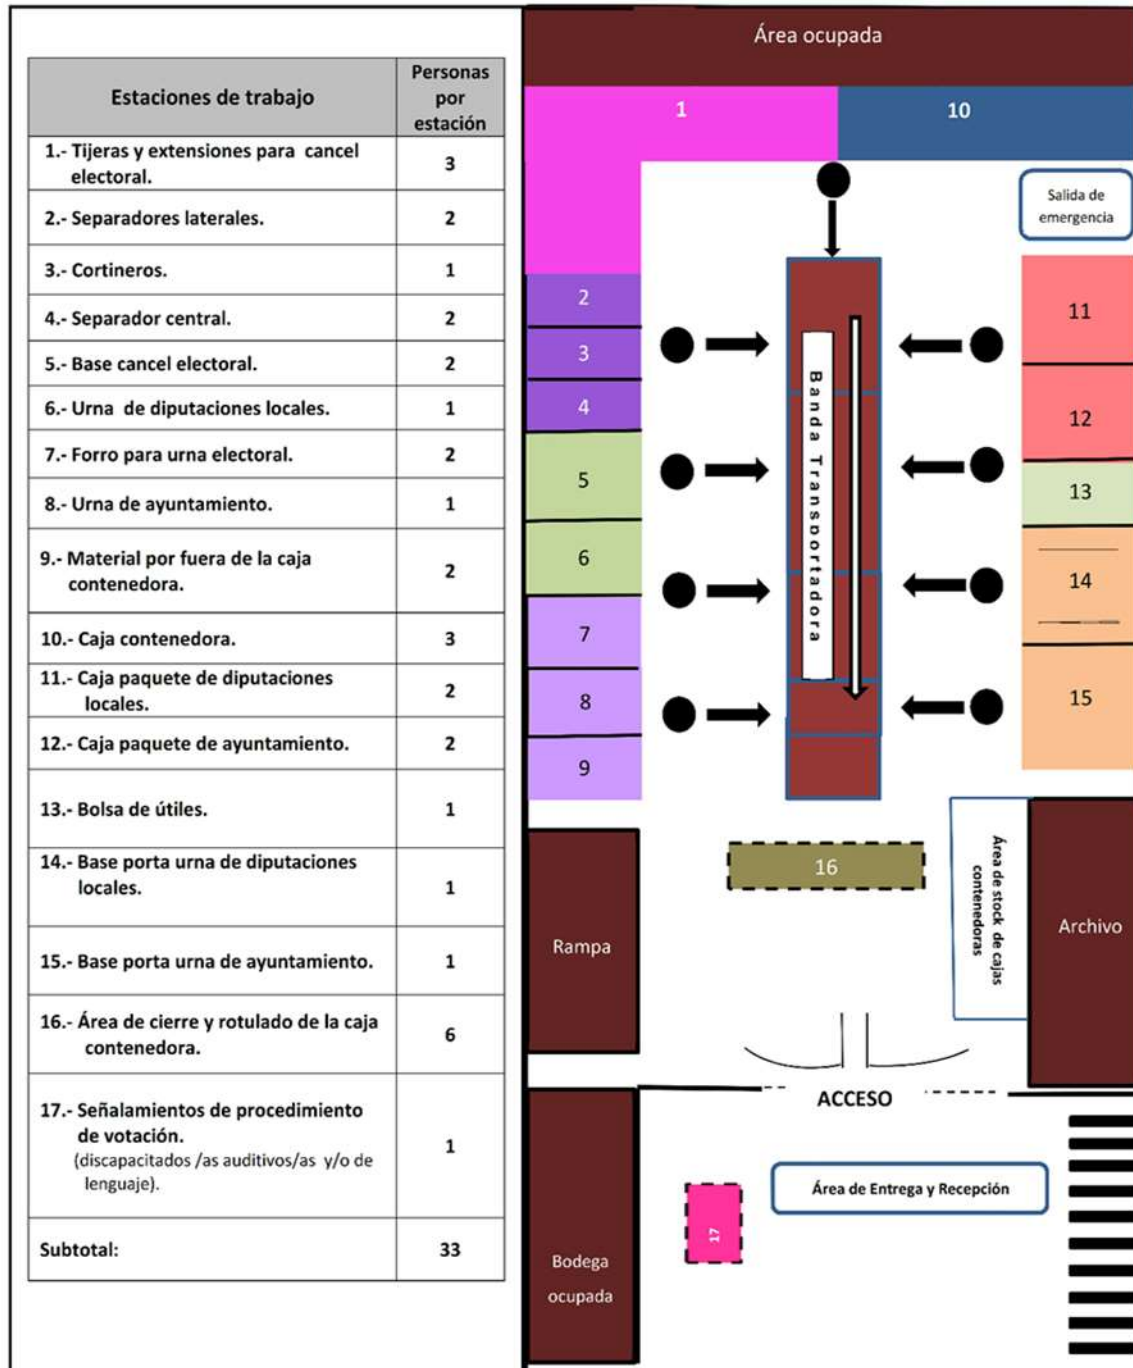 Estaciones de trabajo
Personas
por
estación
1.- Tijeras y extensiones para cancel
electoral.
3
2.- Separadores laterales.
2
3.- Cortineros.
1
4.- Separador central.
2
5.- Base cancel electoral.
2
6.- Urna de diputaciones locales.
1
7.- Forro para urna electoral.
2
8.- Urna de ayuntamiento.
1
9.- Material por fuera de la caja
contenedora.
2
10.- Caja contenedora.
3
11.- Caja paquete de diputaciones
locales.
2
12.- Caja paquete de ayuntamiento.
2
13.- Bolsa de útiles.
1
14.- Base porta urna de diputaciones
locales.
1
15.- Base porta urna de ayuntamiento.
1
16.- Área de cierre y rotulado de la caja
contenedora.
6
17.- Señalamientos de procedimiento
de votación.
(discapacitados /as auditivos/as y/o de
lenguaje).
1
Subtotal:
33
Área ocupada
1
10
Salida de
emergencia
2
3
4
5
6
7
8
9
Banda Transportadora
11
12
13
14
15
16
Área de stock de cajas
contenedoras
Rampa
Archivo
ACCESO
Área de Entrega y Recepción
17
Bodega
ocupada